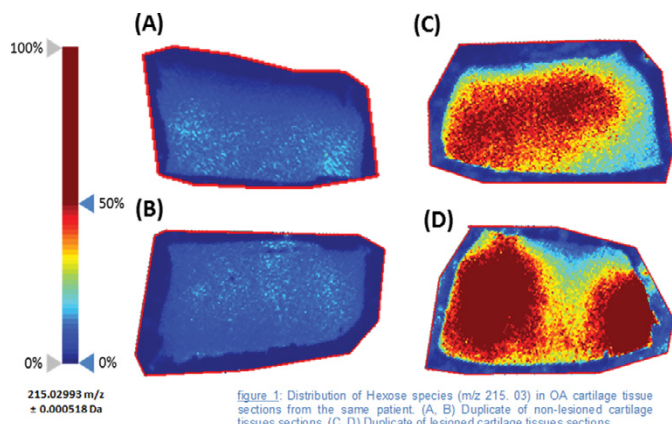 (A)
(C)
100%
50%
(B)
(D)
0%
0%
215.02993 m/z
± 0.000518 Da
figure 1: Distribution of Hexose species (m/z 215. 03) in OA cartilage tissue
sections from the same patient. (A, B) Duplicate of non-lesioned cartilage
tissues sections. (C, D) Duplicate of lesioned cartilage tissues sections